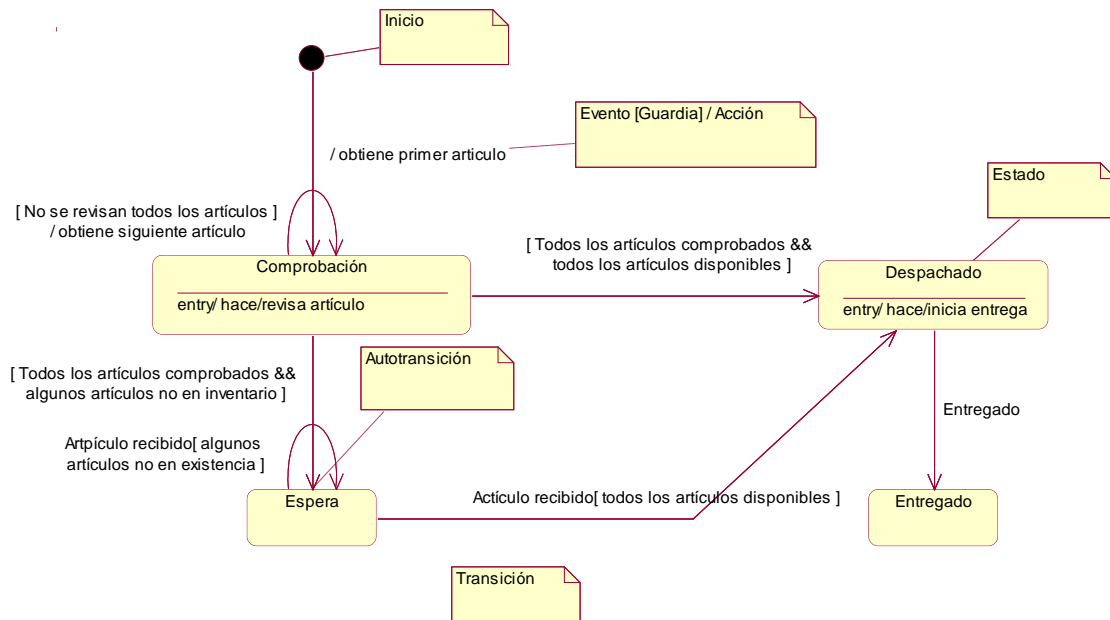 Inicio
Evento [Guardia] / Acción
/ obtiene primer articulo
Estado
[ No se revisan todos los artículos ]
/ obtiene siguiente artículo
[ Todos los artículos comprobados &&
todos los artículos disponibles ]
Comprobación
entry/ hace/revisa artículo
Despachado
entry/ hace/inicia entrega
Autotransición
[ Todos los artículos comprobados &&
algunos artículos no en inventario ]
Entregado
Artpículo recibido[ algunos
artículos no en existencia ]
Espera
Actículo recibido[ todos los artículos disponibles ]
Entregado
Transición